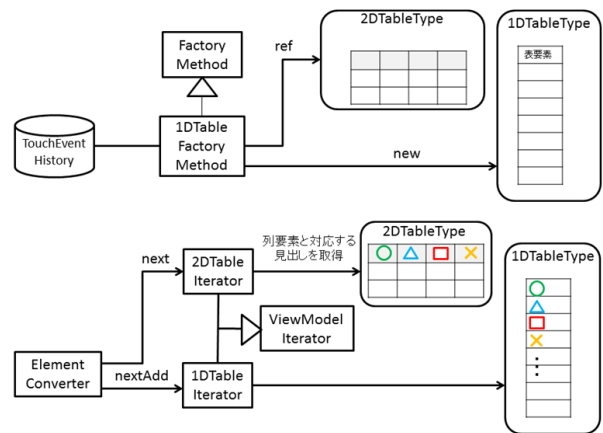 2DTableType
1DTableType
Factory
Method
ref
表要素
TouchEvent
History
1DTable
Factory
Method
new
2DTableType
列要素と対応する
見出しを取得
1DTableType
next
2DTable
Iterator
ViewModel
Iterator
Element
Converter
nextAdd
1DTable
Iterator